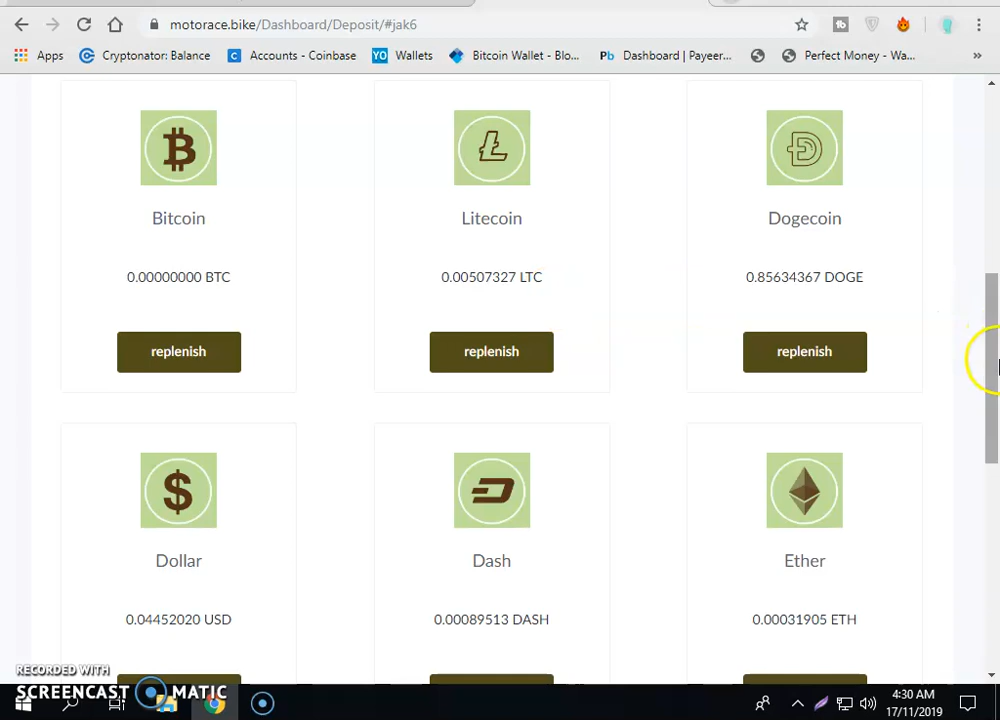 motorace.bike/Dashboard/Deposit/#jak6
Apps Cryptonator: Balance Accounts - Coinbase YO Wallets Bitcoin Wallet - Blo... Pb Dashboard | Payeer... Perfect Money - Wa... »
Bitcoin Litecoin Dogecoin
0.00000000 BTC 0.00507327 LTC 0.85634367 DOGE
replenish replenish replenish
Dollar Dash Ether
0.04452020 USD 0.00089513 DASH 0.00031905 ETH
RECORDED WITH
SCREENCAST MATIC
4:30 AM
17/11/2019